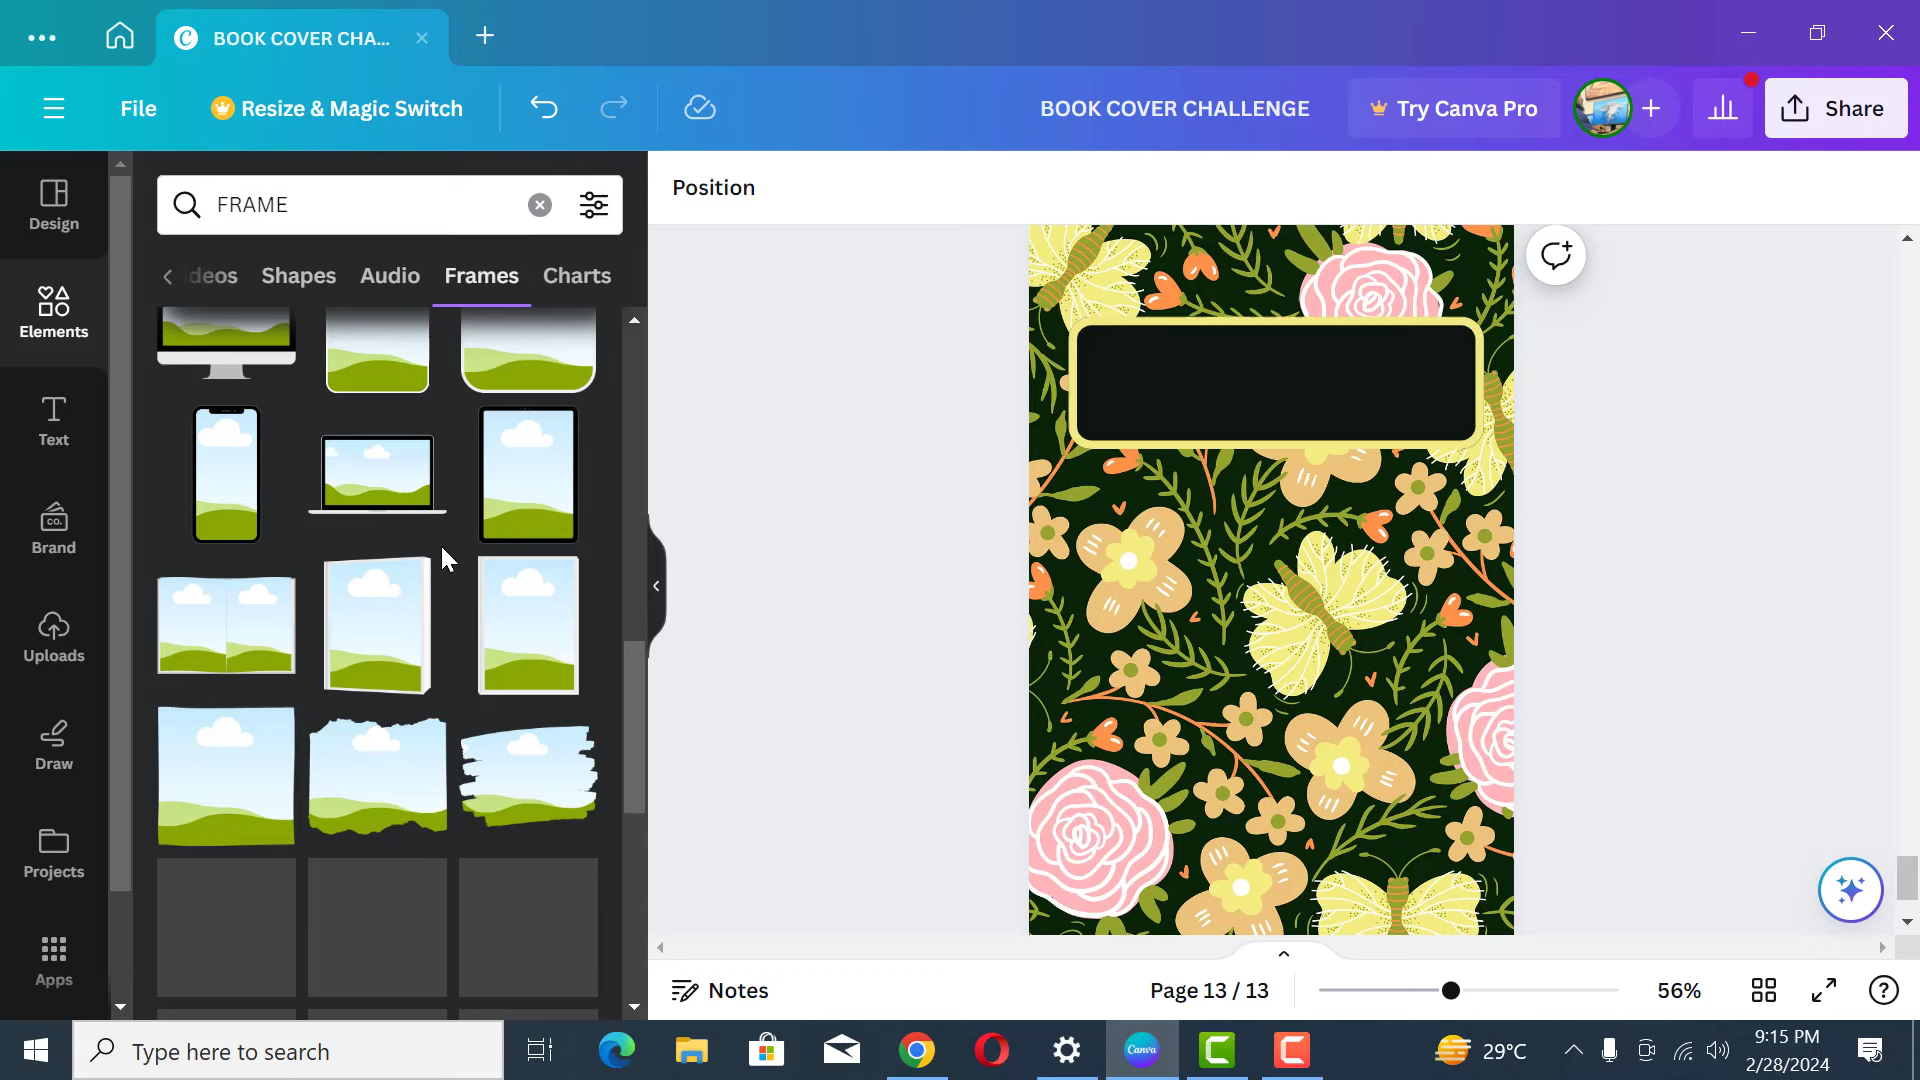 BOOK COVER CHA...
File
Resize & Magic Switch
BOOK COVER CHALLENGE
Try Canva Pro
Share
Design
Elements
Text
Brand
Uploads
Draw
Projects
Apps
CO.
FRAME
deos
Shapes
Audio
Frames
Charts
Position
Notes
Page 13 / 13
56%
Type here to search
Canva
29°C
9:15 PM
2/28/2024